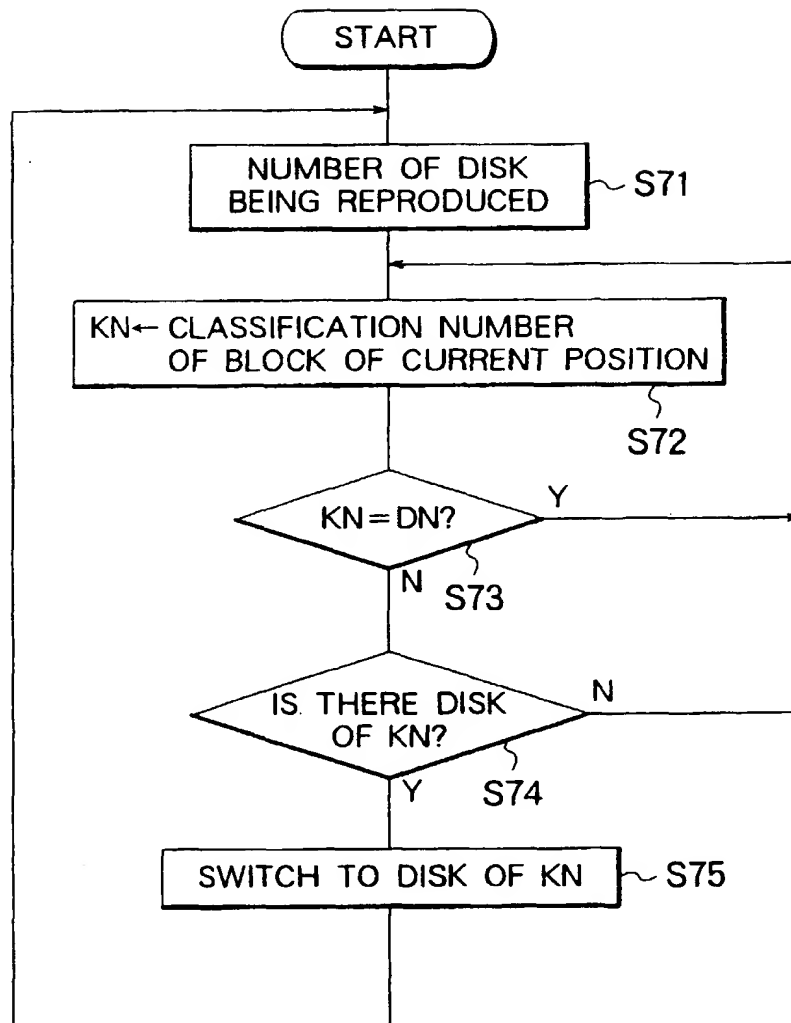 START
NUMBER OF DISK
BEING REPRODUCED
S71
KN← CLASSIFICATION NUMBER
OF BLOCK OF CURRENT POSITION
S72
KN=DN?
Y
N
S73
IS THERE DISK
OF KN?
N
Y
S74
SWITCH TO DISK OF KN
S75